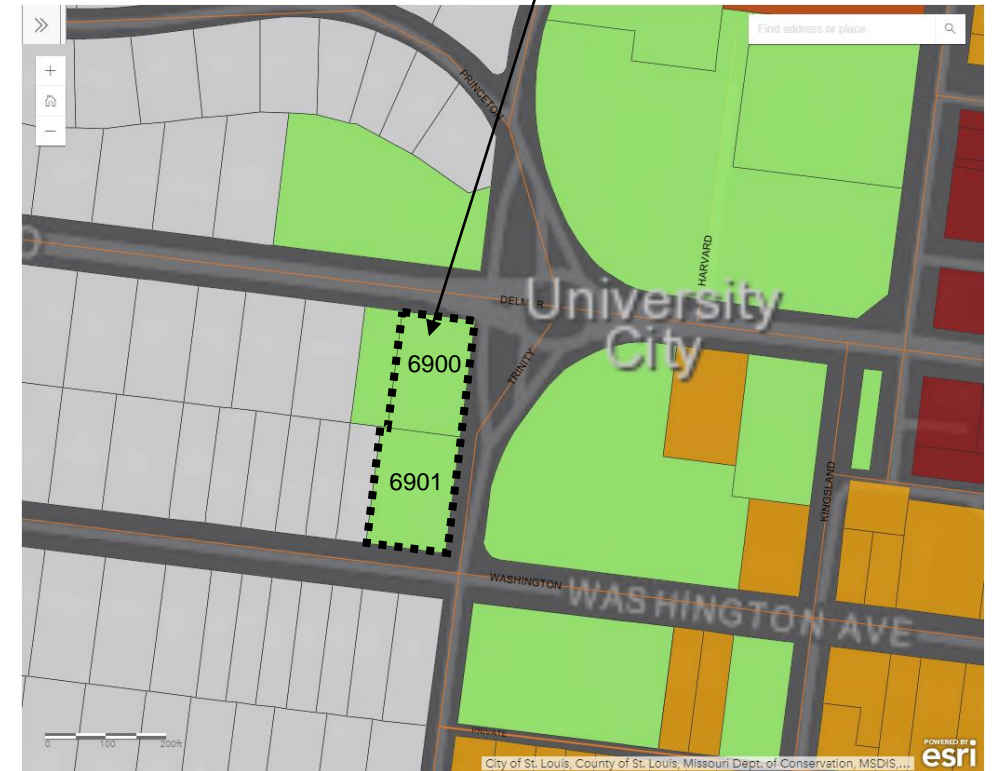 Find address or place
PRINCETON
HARVARD
DELMAR
University
City
TRINITY
6900
6901
KINGSLAND
WASHINGTON
WASHINGTON AVE
PRIVATE
0 100 200ft
City of St. Louis, County of St. Louis, Missouri Dept. of Conservation, MSDIS,...
POWERED BY
esri